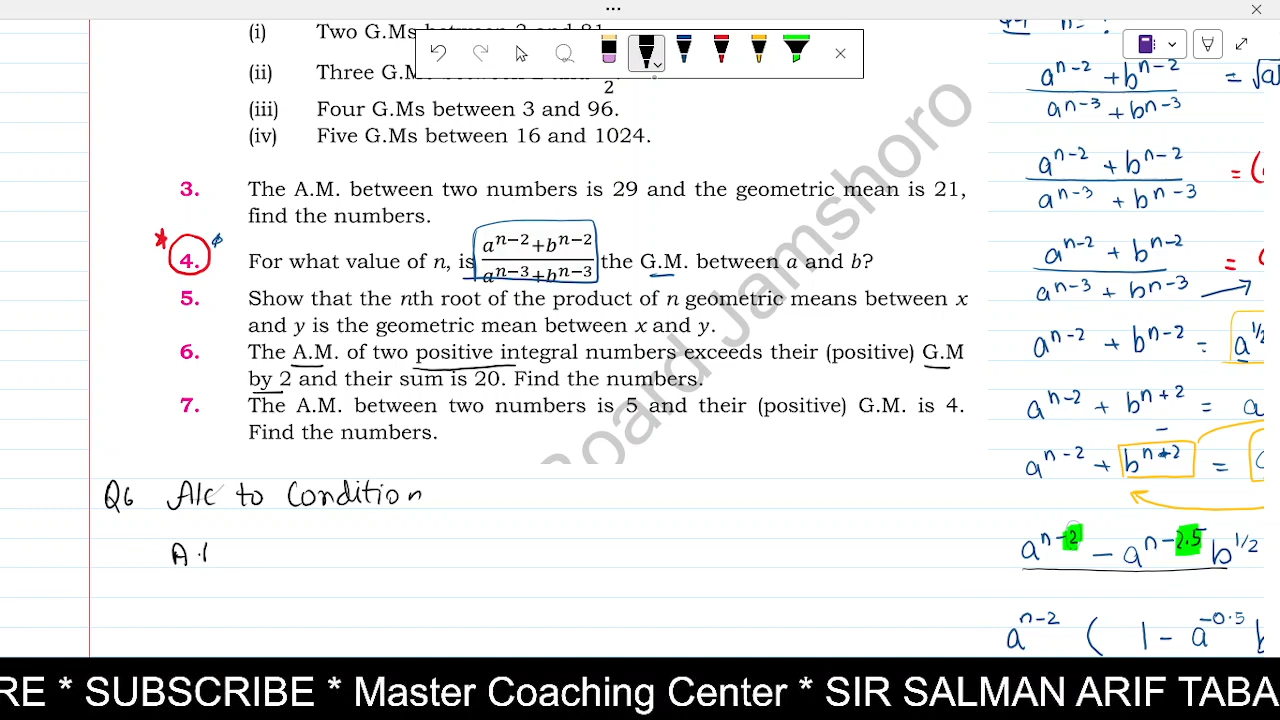 (i) Two G.Ms
(ii) Three G.Ms
2
(iii) Four G.Ms between 3 and 96.
(iv) Five G.Ms between 16 and 1024.
3. The A.M. between two numbers is 29 and the geometric mean is 21,
find the numbers.
4. For what value of n, is a^{n−2}+b^{n−2} / a^{n−3}+b^{n−3} the G.M. between a and b?
5. Show that the nth root of the product of n geometric means between x
and y is the geometric mean between x and y.
6. The A.M. of two positive integral numbers exceeds their (positive) G.M
by 2 and their sum is 20. Find the numbers.
7. The A.M. between two numbers is 5 and their (positive) G.M. is 4.
Find the numbers.
Board Jamshoro
Q6 A/c to Condition
A.
n = ?
a^{n-2} + b^{n-2} / a^{n-3} + b^{n-3} = √a
a^{n-2} + b^{n-2} / a^{n-3} + b^{n-3} = (
a^{n-2} + b^{n-2} / a^{n-3} + b^{n-3} =
a^{n-2} + b^{n-2} = a^{1/2}
a^{n-2} + b^{n+2} = a
a^{n-2} + b^{n+2} =
a^{n-2} - a^{n-2.5} b^{1/2}
a^{n-2} ( 1 - a^{-0.5} b
RE * SUBSCRIBE * Master Coaching Center * SIR SALMAN ARIF TABA